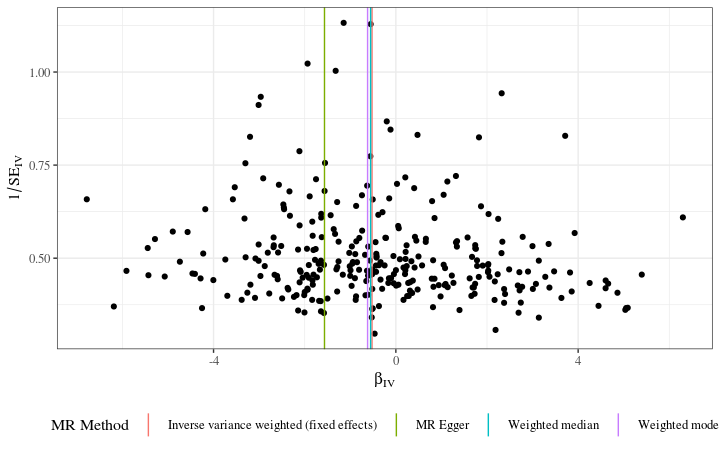 1.00
0.75
0.50
1/SE_IV
-4 0 4
β_IV
MR Method Inverse variance weighted (fixed effects) MR Egger Weighted median Weighted mode